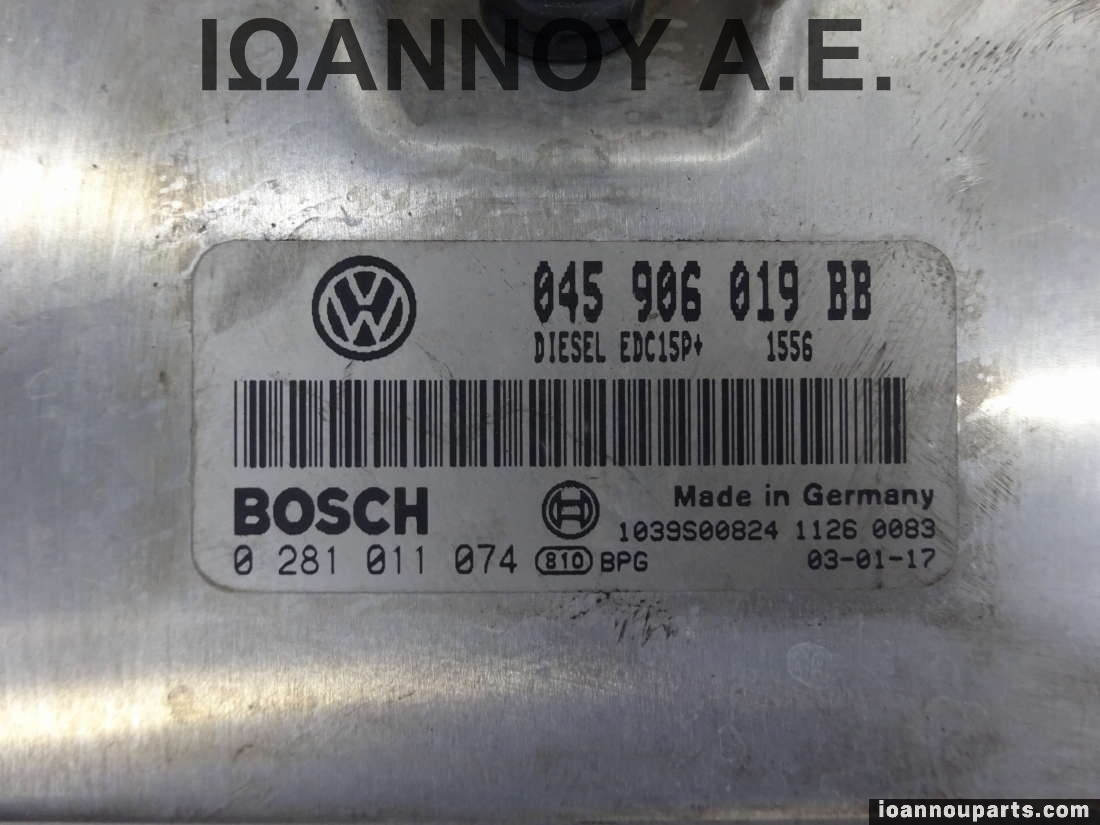 ΙΩΑΝΝΟΥ Α.Ε.
045 906 019 BB
DIESEL EDC15P+ 1556
BOSCH
Made in Germany
1039S00824 1126 0083
0 281 011 074 810 BPG 03-01-17
ioannouparts.com